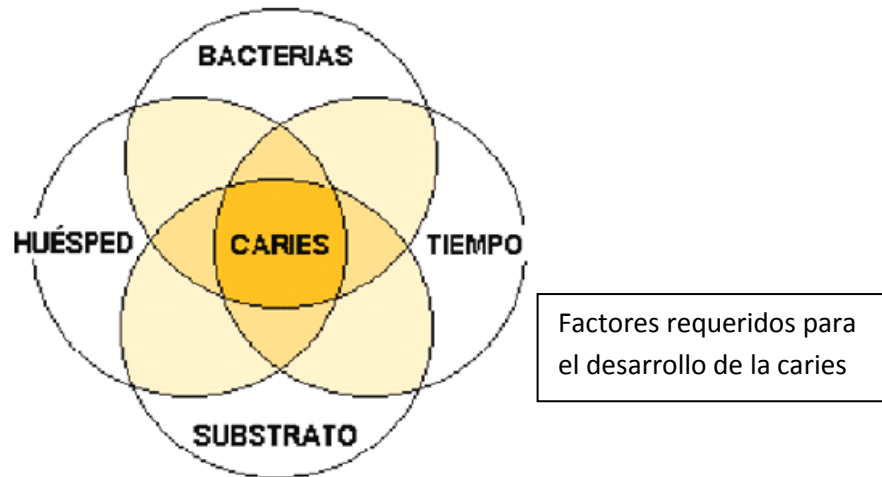 BACTERIAS
HUÉSPED
CARIES
TIEMPO
SUBSTRATO
Factores requeridos para
el desarrollo de la caries